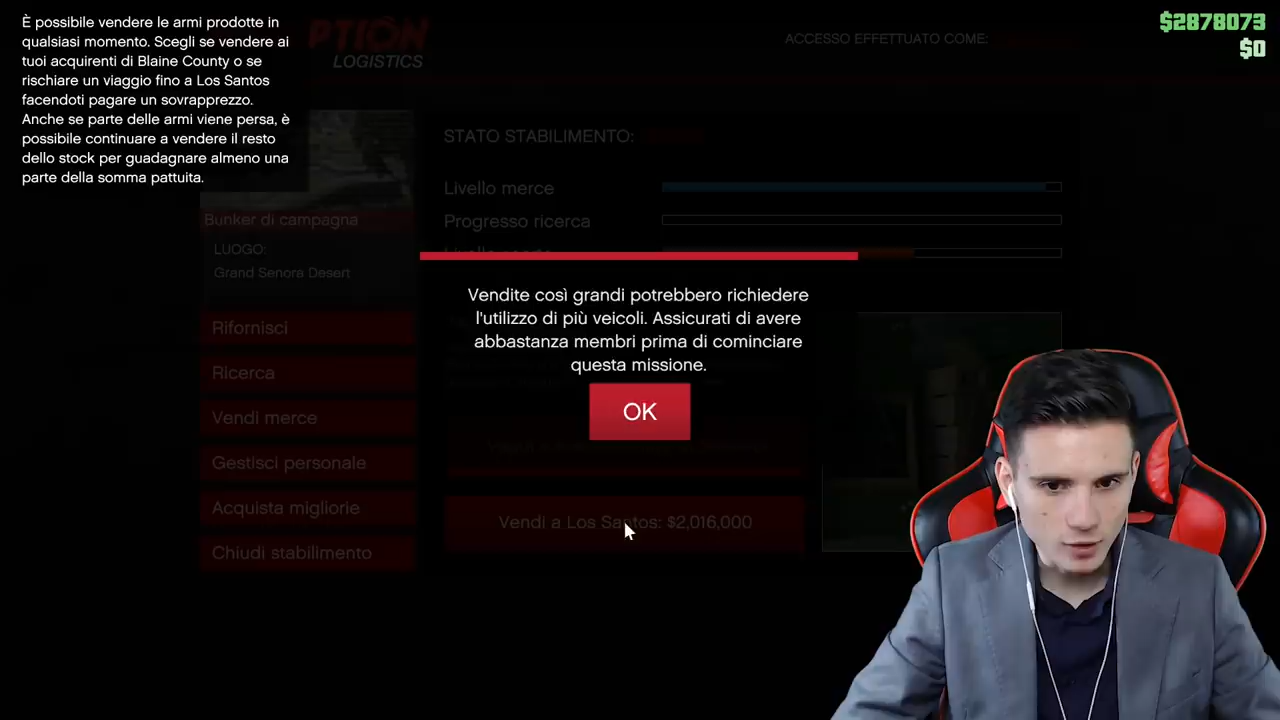 È possibile vendere le armi prodotte in
qualsiasi momento. Scegli se vendere ai
tuoi acquirenti di Blaine County o se
rischiare un viaggio fino a Los Santos
facendoti pagare un sovrapprezzo.
Anche se parte delle armi viene persa, è
possibile continuare a vendere il resto
dello stock per guadagnare almeno una
parte della somma pattuita.
$2878073
$0
PTION
LOGISTICS
ACCESSO EFFETTUATO COME:
STATO STABILIMENTO:
Livello merce
Progresso ricerca
Bunker di campagna
LUOGO:
Grand Senora Desert
Rifornisci
Ricerca
Vendi merce
Gestisci personale
Acquista migliorie
Chiudi stabilimento
Vendite così grandi potrebbero richiedere
l'utilizzo di più veicoli. Assicurati di avere
abbastanza membri prima di cominciare
questa missione.
OK
Vendi a Los Santos: $2,016,000